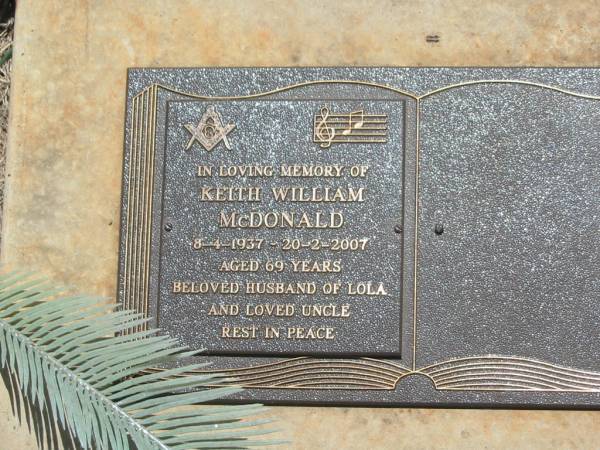 IN LOVING MEMORY OF
KEITH WILLIAM
McDONALD
8-4-1937 - 20-2-2007
AGED 69 YEARS
BELOVED HUSBAND OF LOLA
AND LOVED UNCLE
REST IN PEACE